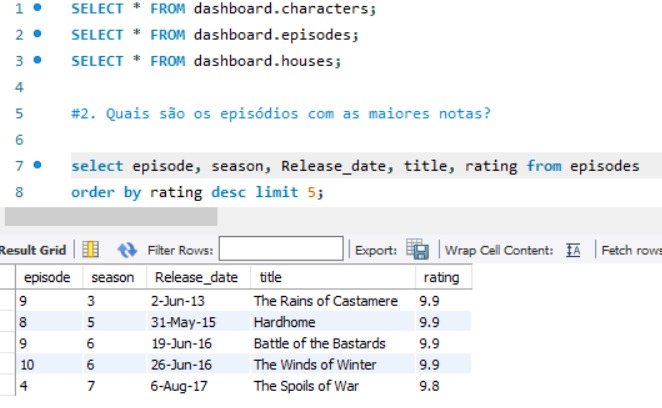 1 SELECT * FROM dashboard.characters;
2 SELECT * FROM dashboard.episodes;
3 SELECT * FROM dashboard.houses;
4
5 #2. Quais são os episódios com as maiores notas?
6
7 select episode, season, Release_date, title, rating from episodes
8 order by rating desc limit 5;
Result Grid Filter Rows: Export: Wrap Cell Content: Fetch rows
episode season Release_date title rating
9 3 2-Jun-13 The Rains of Castamere 9.9
8 5 31-May-15 Hardhome 9.9
9 6 19-Jun-16 Battle of the Bastards 9.9
10 6 26-Jun-16 The Winds of Winter 9.9
4 7 6-Aug-17 The Spoils of War 9.8